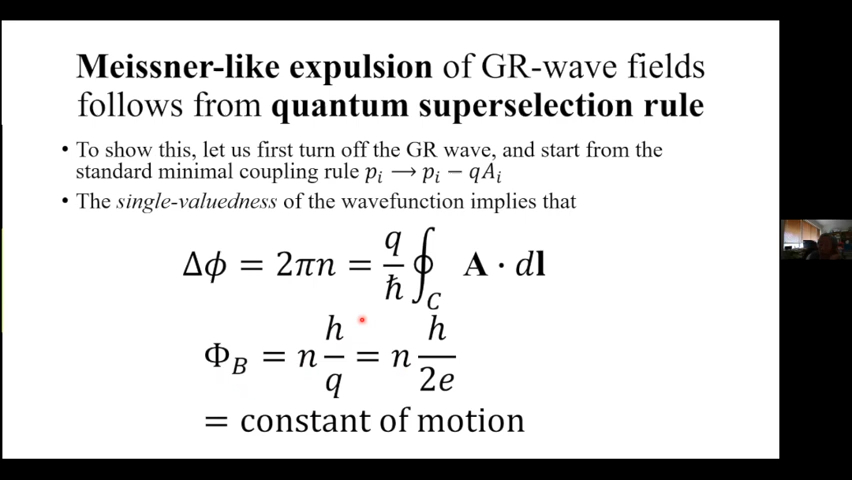 Meissner-like expulsion of GR-wave fields
follows from quantum superselection rule
• To show this, let us first turn off the GR wave, and start from the
standard minimal coupling rule pᵢ ⟶ pᵢ − qAᵢ
• The single-valuedness of the wavefunction implies that
Δϕ = 2πn = q/ħ ∮_C A · dl
Φ_B = n h/q = n h/2e
= constant of motion